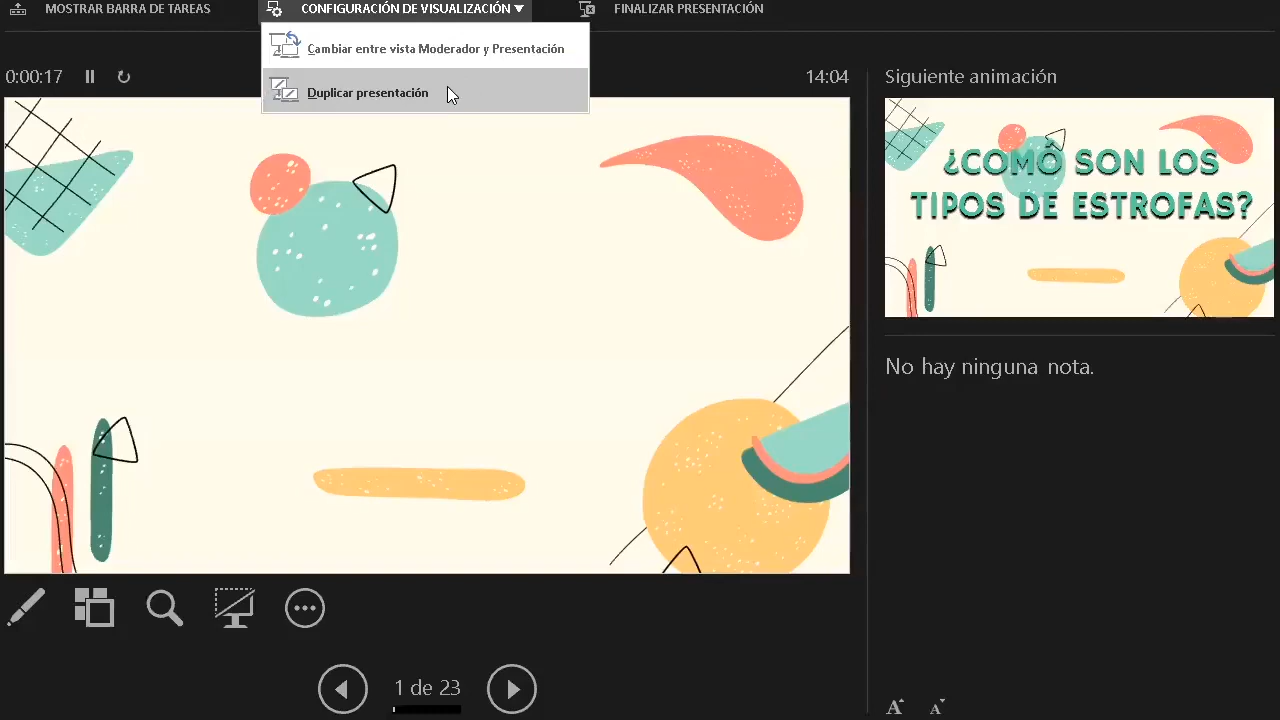 MOSTRAR BARRA DE TAREAS
CONFIGURACIÓN DE VISUALIZACIÓN ▼
FINALIZAR PRESENTACIÓN
Cambiar entre vista Moderador y Presentación
Duplicar presentación
0:00:17
14:04
Siguiente animación
¿COMÓ SON LOS
TIPOS DE ESTROFAS?
No hay ninguna nota.
1 de 23
A A